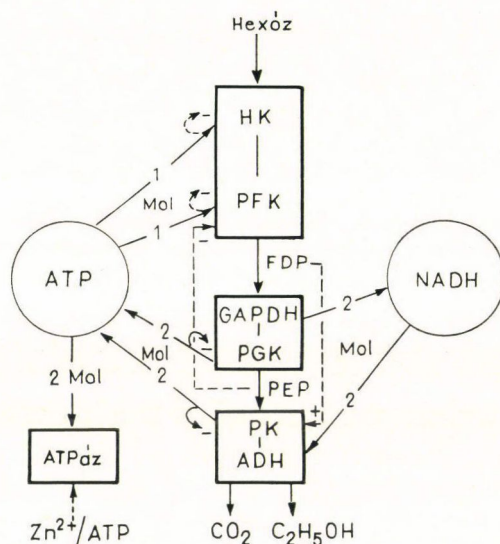 Hexóz
HK
1
Mol
PFK
1
FDP
ATP
NADH
GAPDH
2
2
Mol
Mol
PGK
2
2
2 Mol
PEP
+
PK
ADH
ATPáz
Zn²⁺/ATP
CO₂
C₂H₅OH